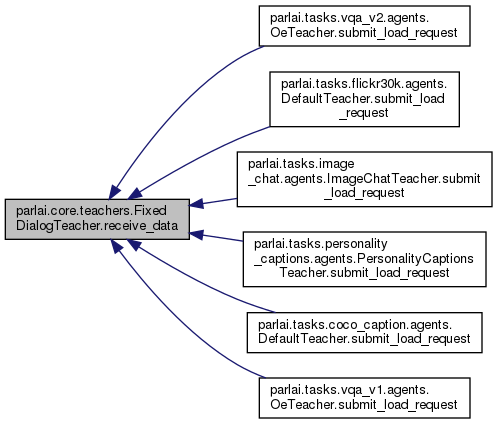 parlai.tasks.vqa_v2.agents.
OeTeacher.submit_load_request
parlai.tasks.flickr30k.agents.
DefaultTeacher.submit_load
_request
parlai.tasks.image
_chat.agents.ImageChatTeacher.submit
_load_request
parlai.core.teachers.Fixed
DialogTeacher.receive_data
parlai.tasks.personality
_captions.agents.PersonalityCaptions
Teacher.submit_load_request
parlai.tasks.coco_caption.agents.
DefaultTeacher.submit_load_request
parlai.tasks.vqa_v1.agents.
OeTeacher.submit_load_request